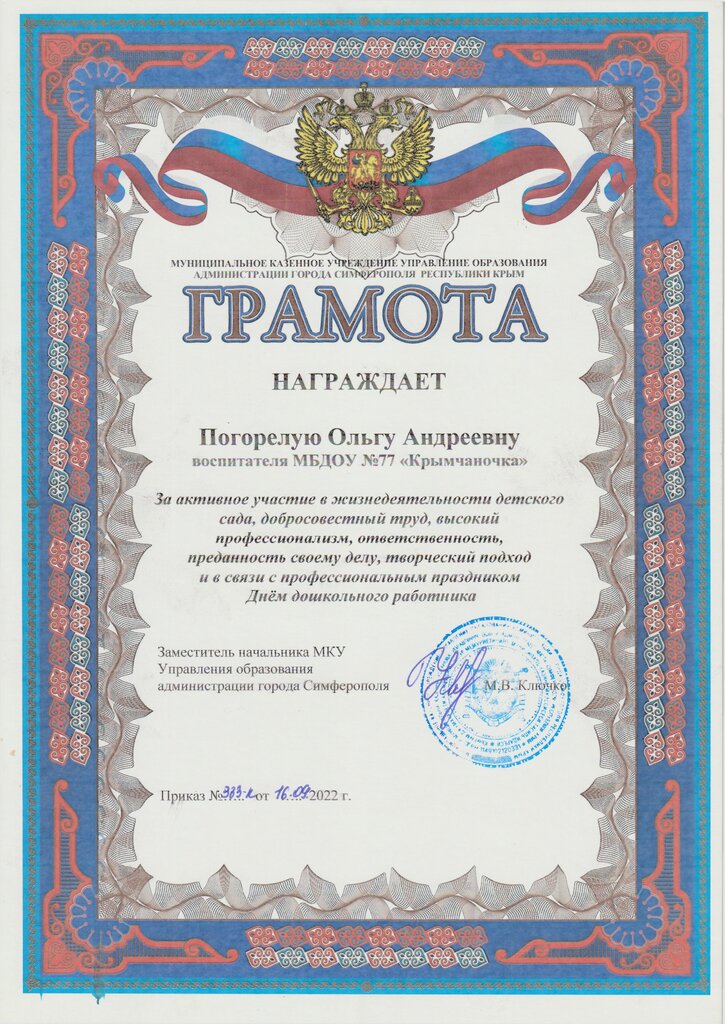 МУНИЦИПАЛЬНОЕ КАЗЕННОЕ УЧРЕЖДЕНИЕ УПРАВЛЕНИЕ ОБРАЗОВАНИЯ
АДМИНИСТРАЦИИ ГОРОДА СИМФЕРОПОЛЯ РЕСПУБЛИКИ КРЫМ
ГРАМОТА
НАГРАЖДАЕТ
Погорелую Ольгу Андреевну
воспитателя МБДОУ №77 «Крымчаночка»
За активное участие в жизнедеятельности детского
сада, добросовестный труд, высокий
профессионализм, ответственность,
преданность своему делу, творческий подход
и в связи с профессиональным праздником
Днём дошкольного работника
Заместитель начальника МКУ
Управления образования
администрации города Симферополя
М.В. Клочко
Приказ №333-к от 16.09 2022 г.